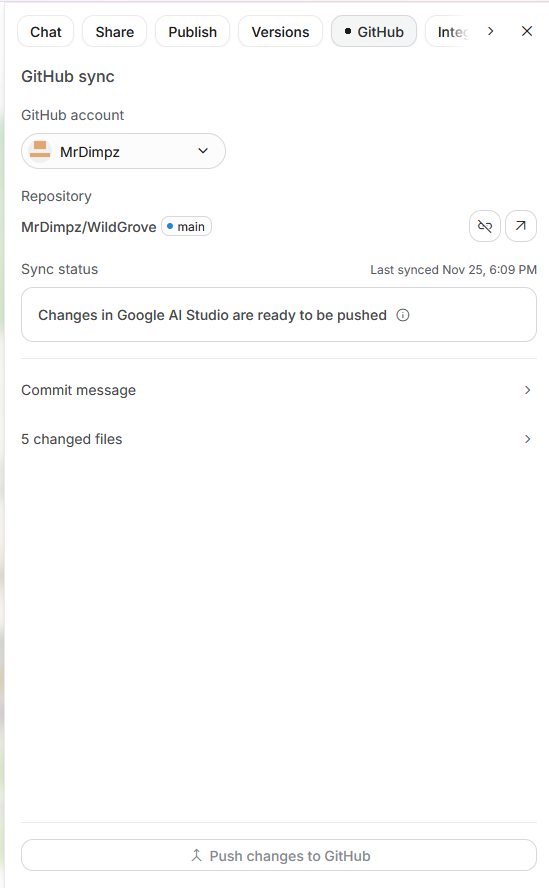 Chat Share Publish Versions GitHub
GitHub sync
GitHub account
MrDimpz
Repository
MrDimpz/WildGrove main
Sync status Last synced Nov 25, 6:09 PM
Changes in Google AI Studio are ready to be pushed
Commit message
5 changed files
Push changes to GitHub